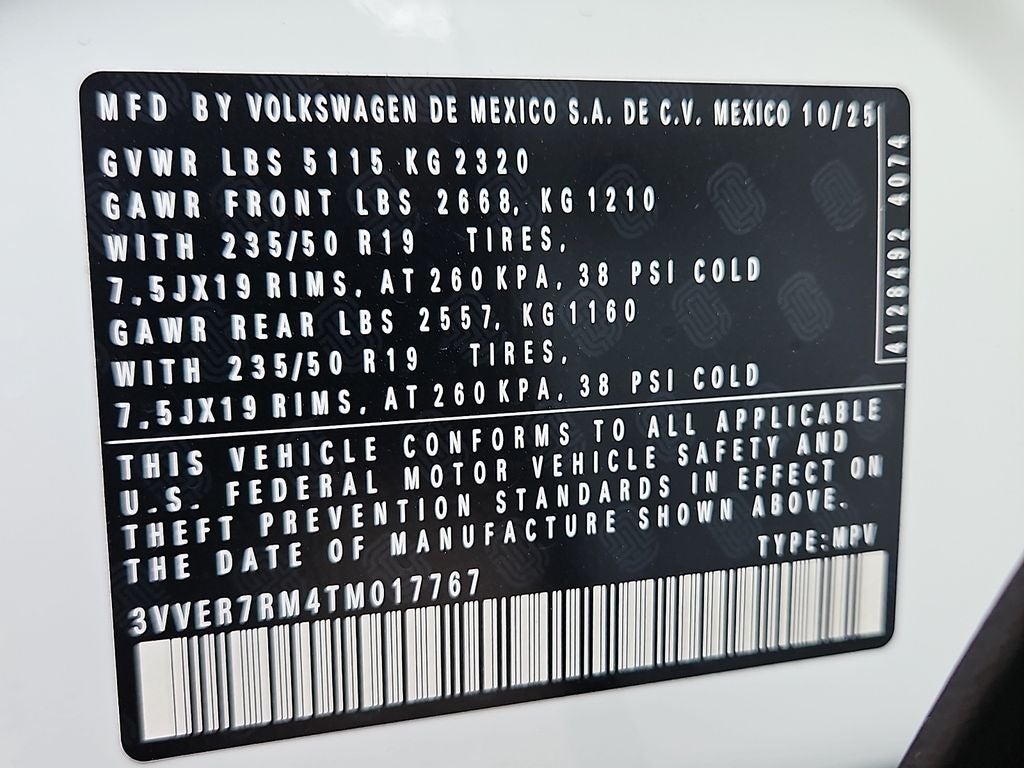 MFD BY VOLKSWAGEN DE MEXICO S.A. DE C.V. MEXICO 10/25
GVWR LBS 5115 KG 2320
GAWR FRONT LBS 2668, KG 1210
WITH 235/50 R19 TIRES,
7,5JX19 RIMS, AT 260 KPA, 38 PSI COLD
GAWR REAR LBS 2557, KG 1160
WITH 235/50 R19 TIRES,
7,5JX19 RIMS, AT 260 KPA, 38 PSI COLD
4128492 4074
THIS VEHICLE CONFORMS TO ALL APPLICABLE
U.S. FEDERAL MOTOR VEHICLE SAFETY AND
THEFT PREVENTION STANDARDS IN EFFECT ON
THE DATE OF MANUFACTURE SHOWN ABOVE.
TYPE:MPV
3VVER7RM4TM017767